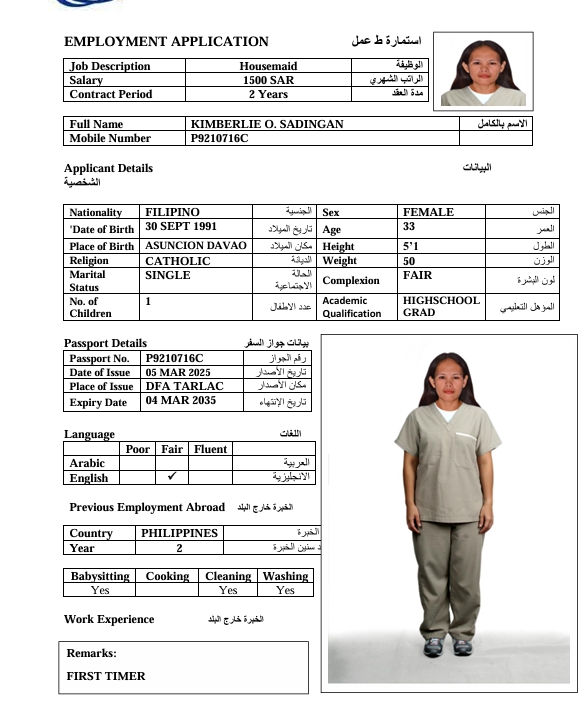 EMPLOYMENT APPLICATION استمارة ط عمل
Job Description Housemaid الوظيفة
Salary 1500 SAR الراتب الشهري
Contract Period 2 Years مدة العقد
Full Name KIMBERLIE O. SADINGAN الاسم بالكامل
Mobile Number P9210716C
Applicant Details البيانات
الشخصية
Nationality FILIPINO الجنسية Sex FEMALE الجنس
'Date of Birth 30 SEPT 1991 تاريخ الميلاد Age 33 العمر
Place of Birth ASUNCION DAVAO مكان الميلاد Height 5’1 الطول
Religion CATHOLIC الديانة Weight 50 الوزن
Marital Status SINGLE الحالة الاجتماعية Complexion FAIR لون البشرة
No. of Children 1 عدد الاطفال Academic Qualification HIGHSCHOOL GRAD المؤهل التعليمي
Passport Details بيانات جواز السفر
Passport No. P9210716C رقم الجواز
Date of Issue 05 MAR 2025 تاريخ الأصدار
Place of Issue DFA TARLAC مكان الأصدار
Expiry Date 04 MAR 2035 تاريخ الإنتهاء
Language اللغات
Poor Fair Fluent
Arabic العربية
English ✓ الانجليزية
Previous Employment Abroad الخبرة خارج البلد
Country PHILIPPINES الخبرة
Year 2 د سنين الخبرة
Babysitting Cooking Cleaning Washing
Yes Yes Yes
Work Experience الخبرة خارج البلد
Remarks:
FIRST TIMER